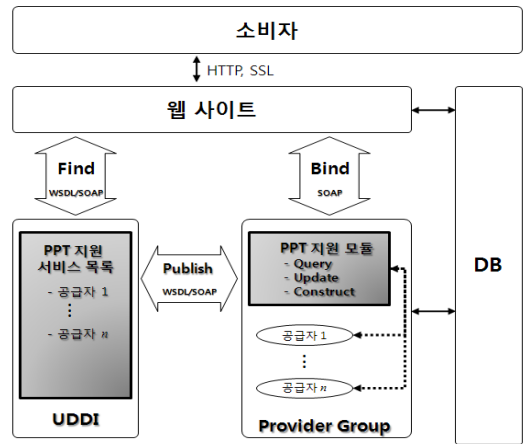 소비자
HTTP, SSL
웹 사이트
Find
WSDL/SOAP
Bind
SOAP
PPT 지원
서비스 목록
- 공급자 1
⋮
- 공급자 n
UDDI
Publish
WSDL/SOAP
PPT 지원 모듈
- Query
- Update
- Construct
공급자 1
⋮
공급자 n
Provider Group
DB